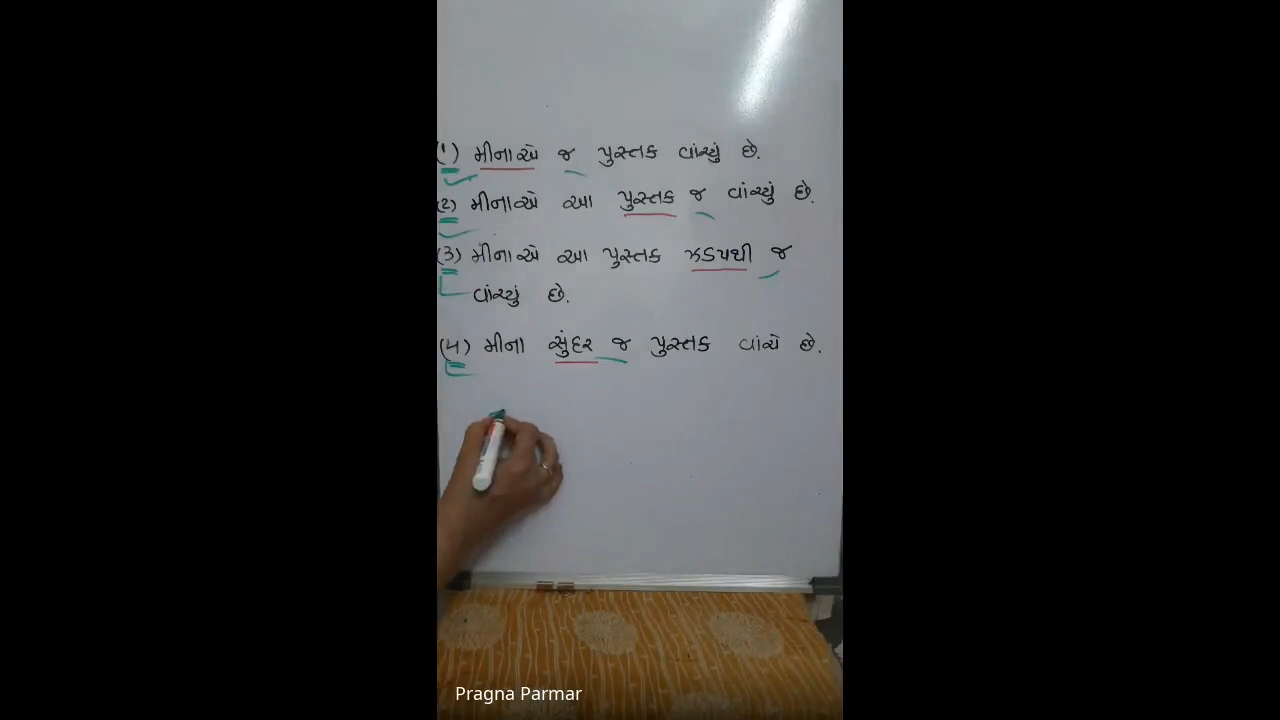 (1) મીનાએ જ પુસ્તક વાંચ્યું છે.
(2) મીનાએ આ પુસ્તક જ વાંચ્યું છે.
(3) મીનાએ આ પુસ્તક ઝડપથી જ
વાંચ્યું છે.
(4) મીના સુંદર જ પુસ્તક વાંચે છે.
Pragna Parmar